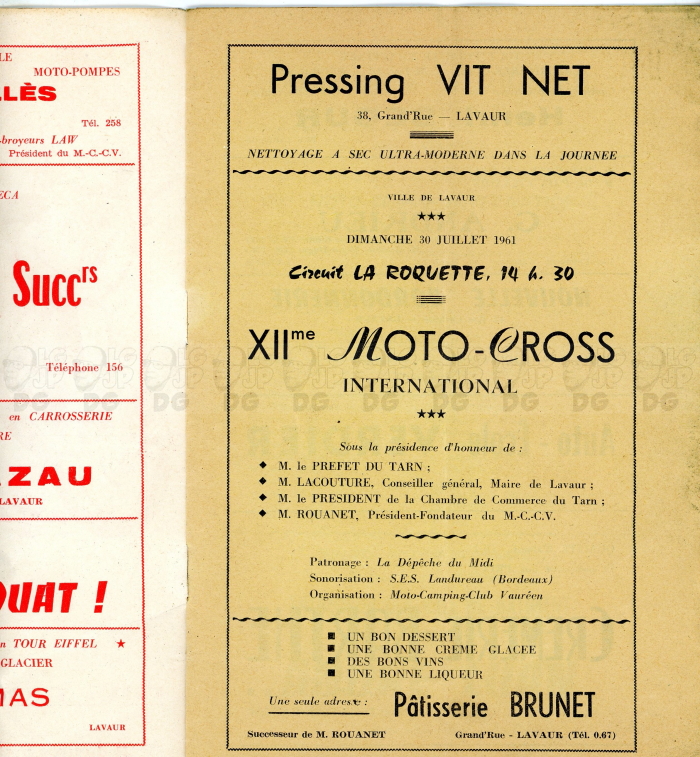 LE
MOTO-POMPES
LLÈS
Tél. 258
-broyeurs LAW
Président du M.-C.-C.V.
ECA
Succrs
Téléphone 156
en CARROSSERIE
RE
ZAU
LAVAUR
QUAT !
n TOUR EIFFEL ★
GLACIER
MAS
LAVAUR
Pressing VIT NET
38, Grand'Rue — LAVAUR
NETTOYAGE A SEC ULTRA-MODERNE DANS LA JOURNEE
VILLE DE LAVAUR
★★★
DIMANCHE 30 JUILLET 1961
Circuit LA ROQUETTE, 14 h. 30
XIIme MOTO-CROSS
INTERNATIONAL
★★★
Sous la présidence d'honneur de :
◆ M. le PREFET DU TARN ;
◆ M. LACOUTURE, Conseiller général, Maire de Lavaur ;
◆ M. le PRESIDENT de la Chambre de Commerce du Tarn ;
◆ M. ROUANET, Président-Fondateur du M.-C.-C.V.
Patronage : La Dépêche du Midi
Sonorisation : S.E.S. Landureau (Bordeaux)
Organisation : Moto-Camping-Club Vauréen
■ UN BON DESSERT
■ UNE BONNE CREME GLACEE
■ DES BONS VINS
■ UNE BONNE LIQUEUR
Une seule adresse : Pâtisserie BRUNET
Successeur de M. ROUANET Grand'Rue - LAVAUR (Tél. 0.67)